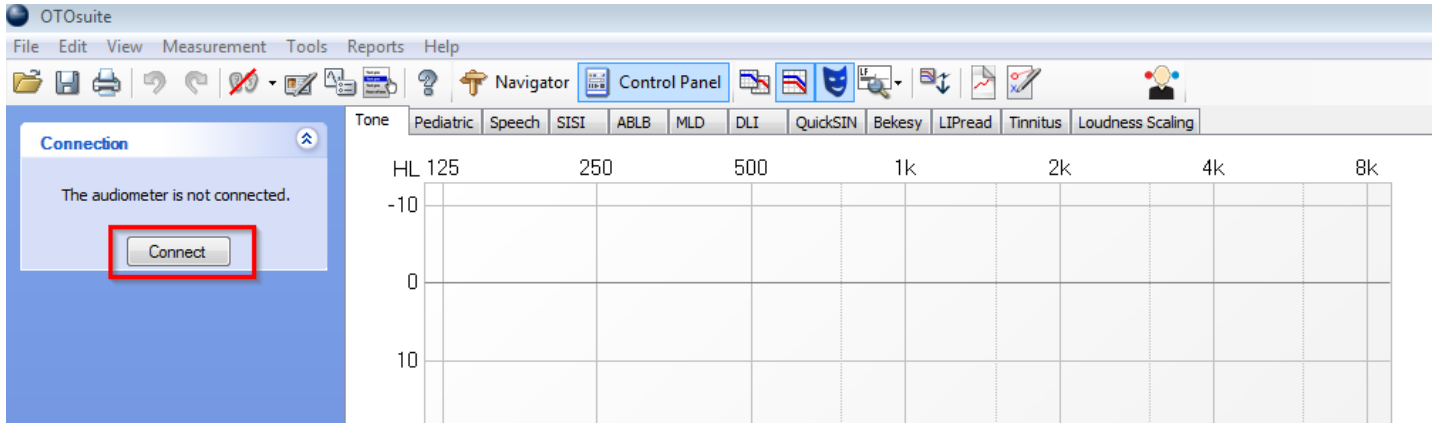 OTOsuite
File Edit View Measurement Tools Reports Help
Navigator Control Panel
Tone Pediatric Speech SISI ABLB MLD DLI QuickSIN Bekesy LIPread Tinnitus Loudness Scaling
Connection
The audiometer is not connected.
Connect
HL 125 250 500 1k 2k 4k 8k
-10
0
10